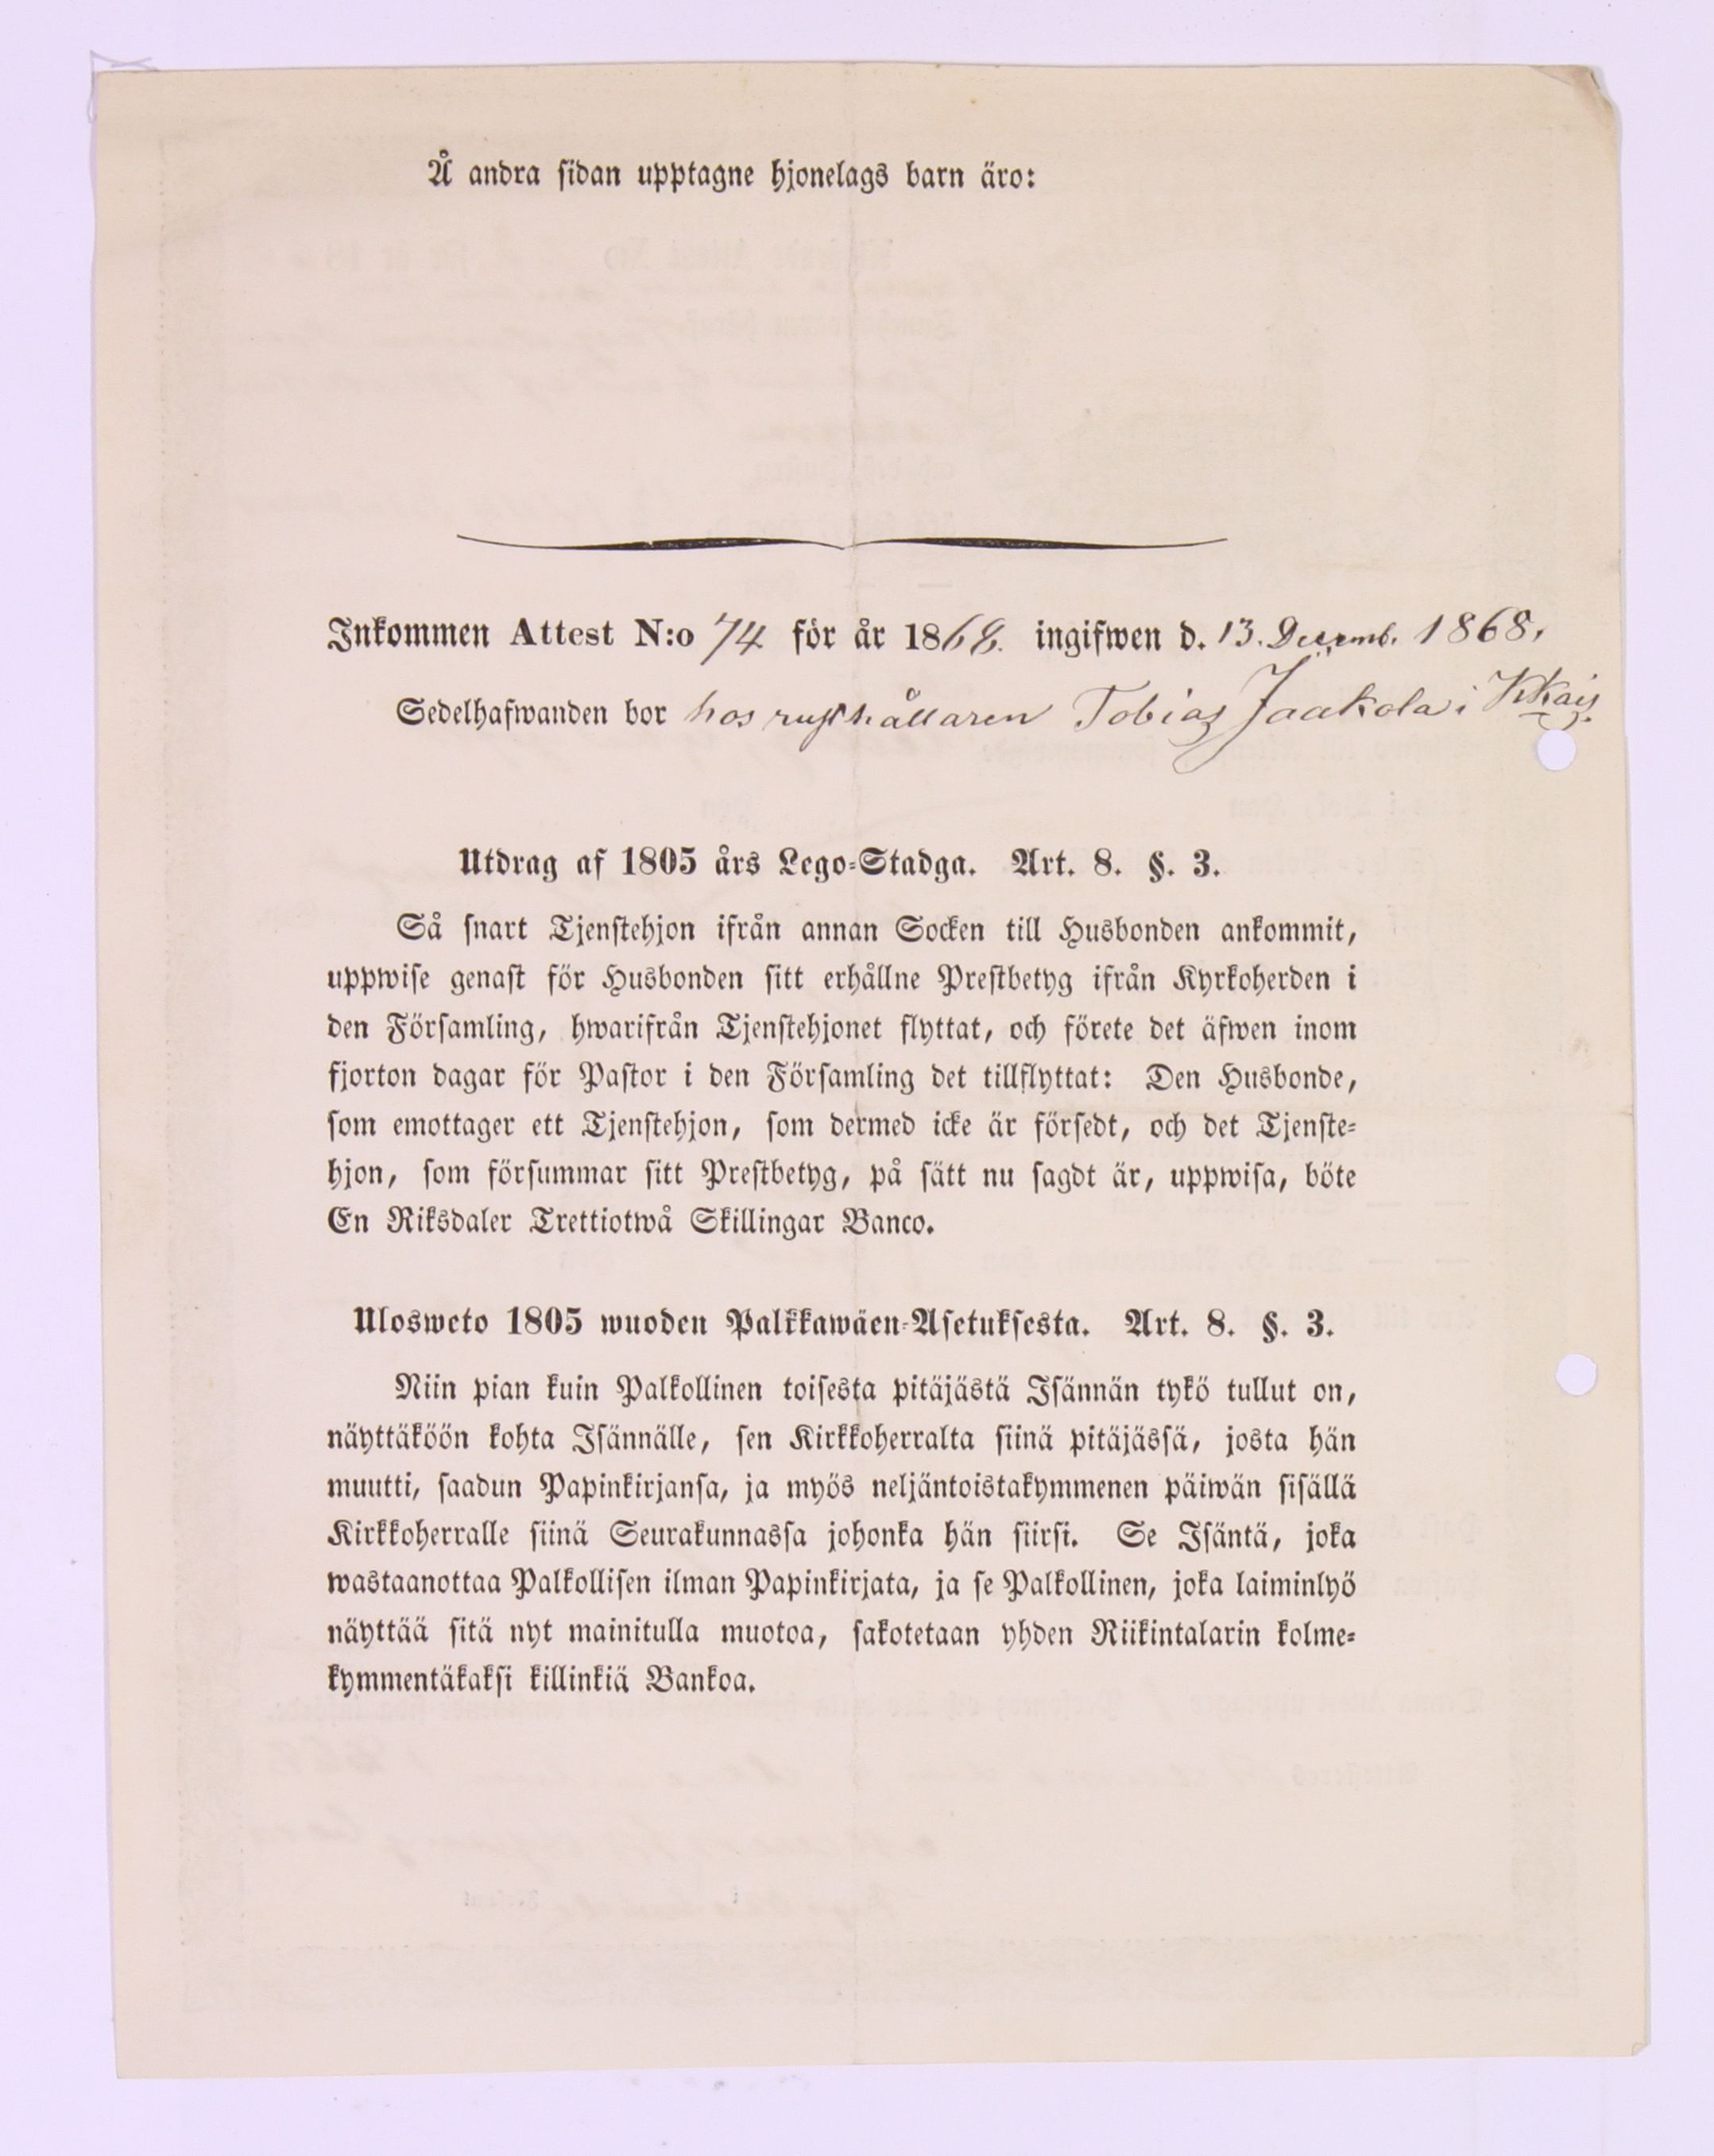 Å andra sidan upptagne hjonelags barn äro:
Inkommen Attest N:o 74 för år 1868. ingifwen d. 13. Decemb. 1868.
Sedelhafwanden bor hos rusthållaren Tobias Jaakola i
Utdrag af 1805 års Lego-Stadga. Art. 8. §. 3.
Så snart Tjenstehjon ifrån annan Socken till Husbonden ankommit,
uppwise genast för Husbonden sitt erhållne Prestbetyg ifrån Kyrkoherden i
den Församling, hwarifrån Tjenstehjonet flyttat, och förete det äfwen inom
fjorton dagar för Pastor i den Församling det tillflyttat: Den Husbonde,
som emottager ett Tjenstehjon, som dermed icke är försedt, och det Tjenste-
hjon, som försummar sitt Prestbetyg, på sätt nu sagdt är, uppwisa, böte
En Riksdaler Trettiotwå Skillingar Banco.
Ulosweto 1805 wuoden Palkkawäen-Asetuksesta. Art. 8. §. 3.
Niin pian kuin Palkollinen toisesta pitäjästä Isännän tykö tullut on,
näyttäköön kohta Isännälle, sen Kirkkoherralta siinä pitäjässä, josta hän
muutti, saadun Papinkirjansa, ja myös neljäntoistakymmenen päiwän sisällä
Kirkkoherralle siinä Seurakunnassa johonka hän siirsi. Se Isäntä, joka
wastaanottaa Palkollisen ilman Papinkirjata, ja se Palkollinen, joka laiminlyö
näyttää sitä nyt mainitulla muotoa, sakotetaan yhden Riikintalarin kolme-
kymmentäkaksi killinkiä Bankoa.